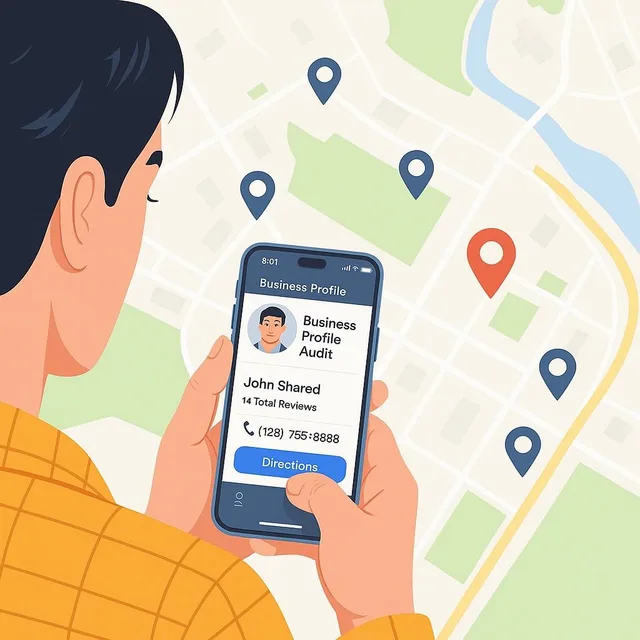 8:01
Business Profile
Business
Profile
Audit
John Shared
14 Total Reviews
(128) 755:8888
Directions